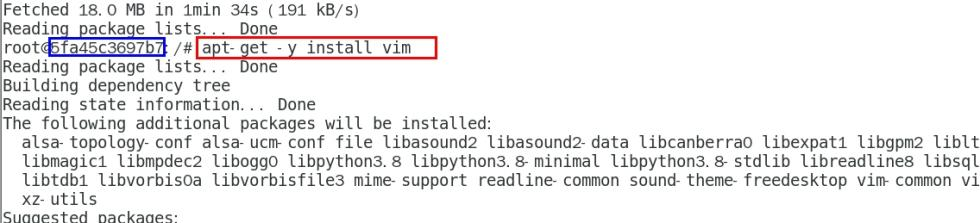 Fetched 18.0 MB in 1min 34s (191 kB/s)
Reading package lists... Done
root@5fa45c3697b7:/# apt-get -y install vim
Reading package lists... Done
Building dependency tree
Reading state information... Done
The following additional packages will be installed:
alsa-topology-conf alsa-ucm-conf file libasound2 libasound2-data libcanberra0 libexpat1 libgpm2 liblt
libmagic1 libmpdec2 libogg0 libpython3.8 libpython3.8-minimal libpython3.8-stdlib libreadline8 libsql
libtdb1 libvorbis0a libvorbisfile3 mime-support readline-common sound-theme-freedesktop vim-common vi
xz-utils
Suggested packages: